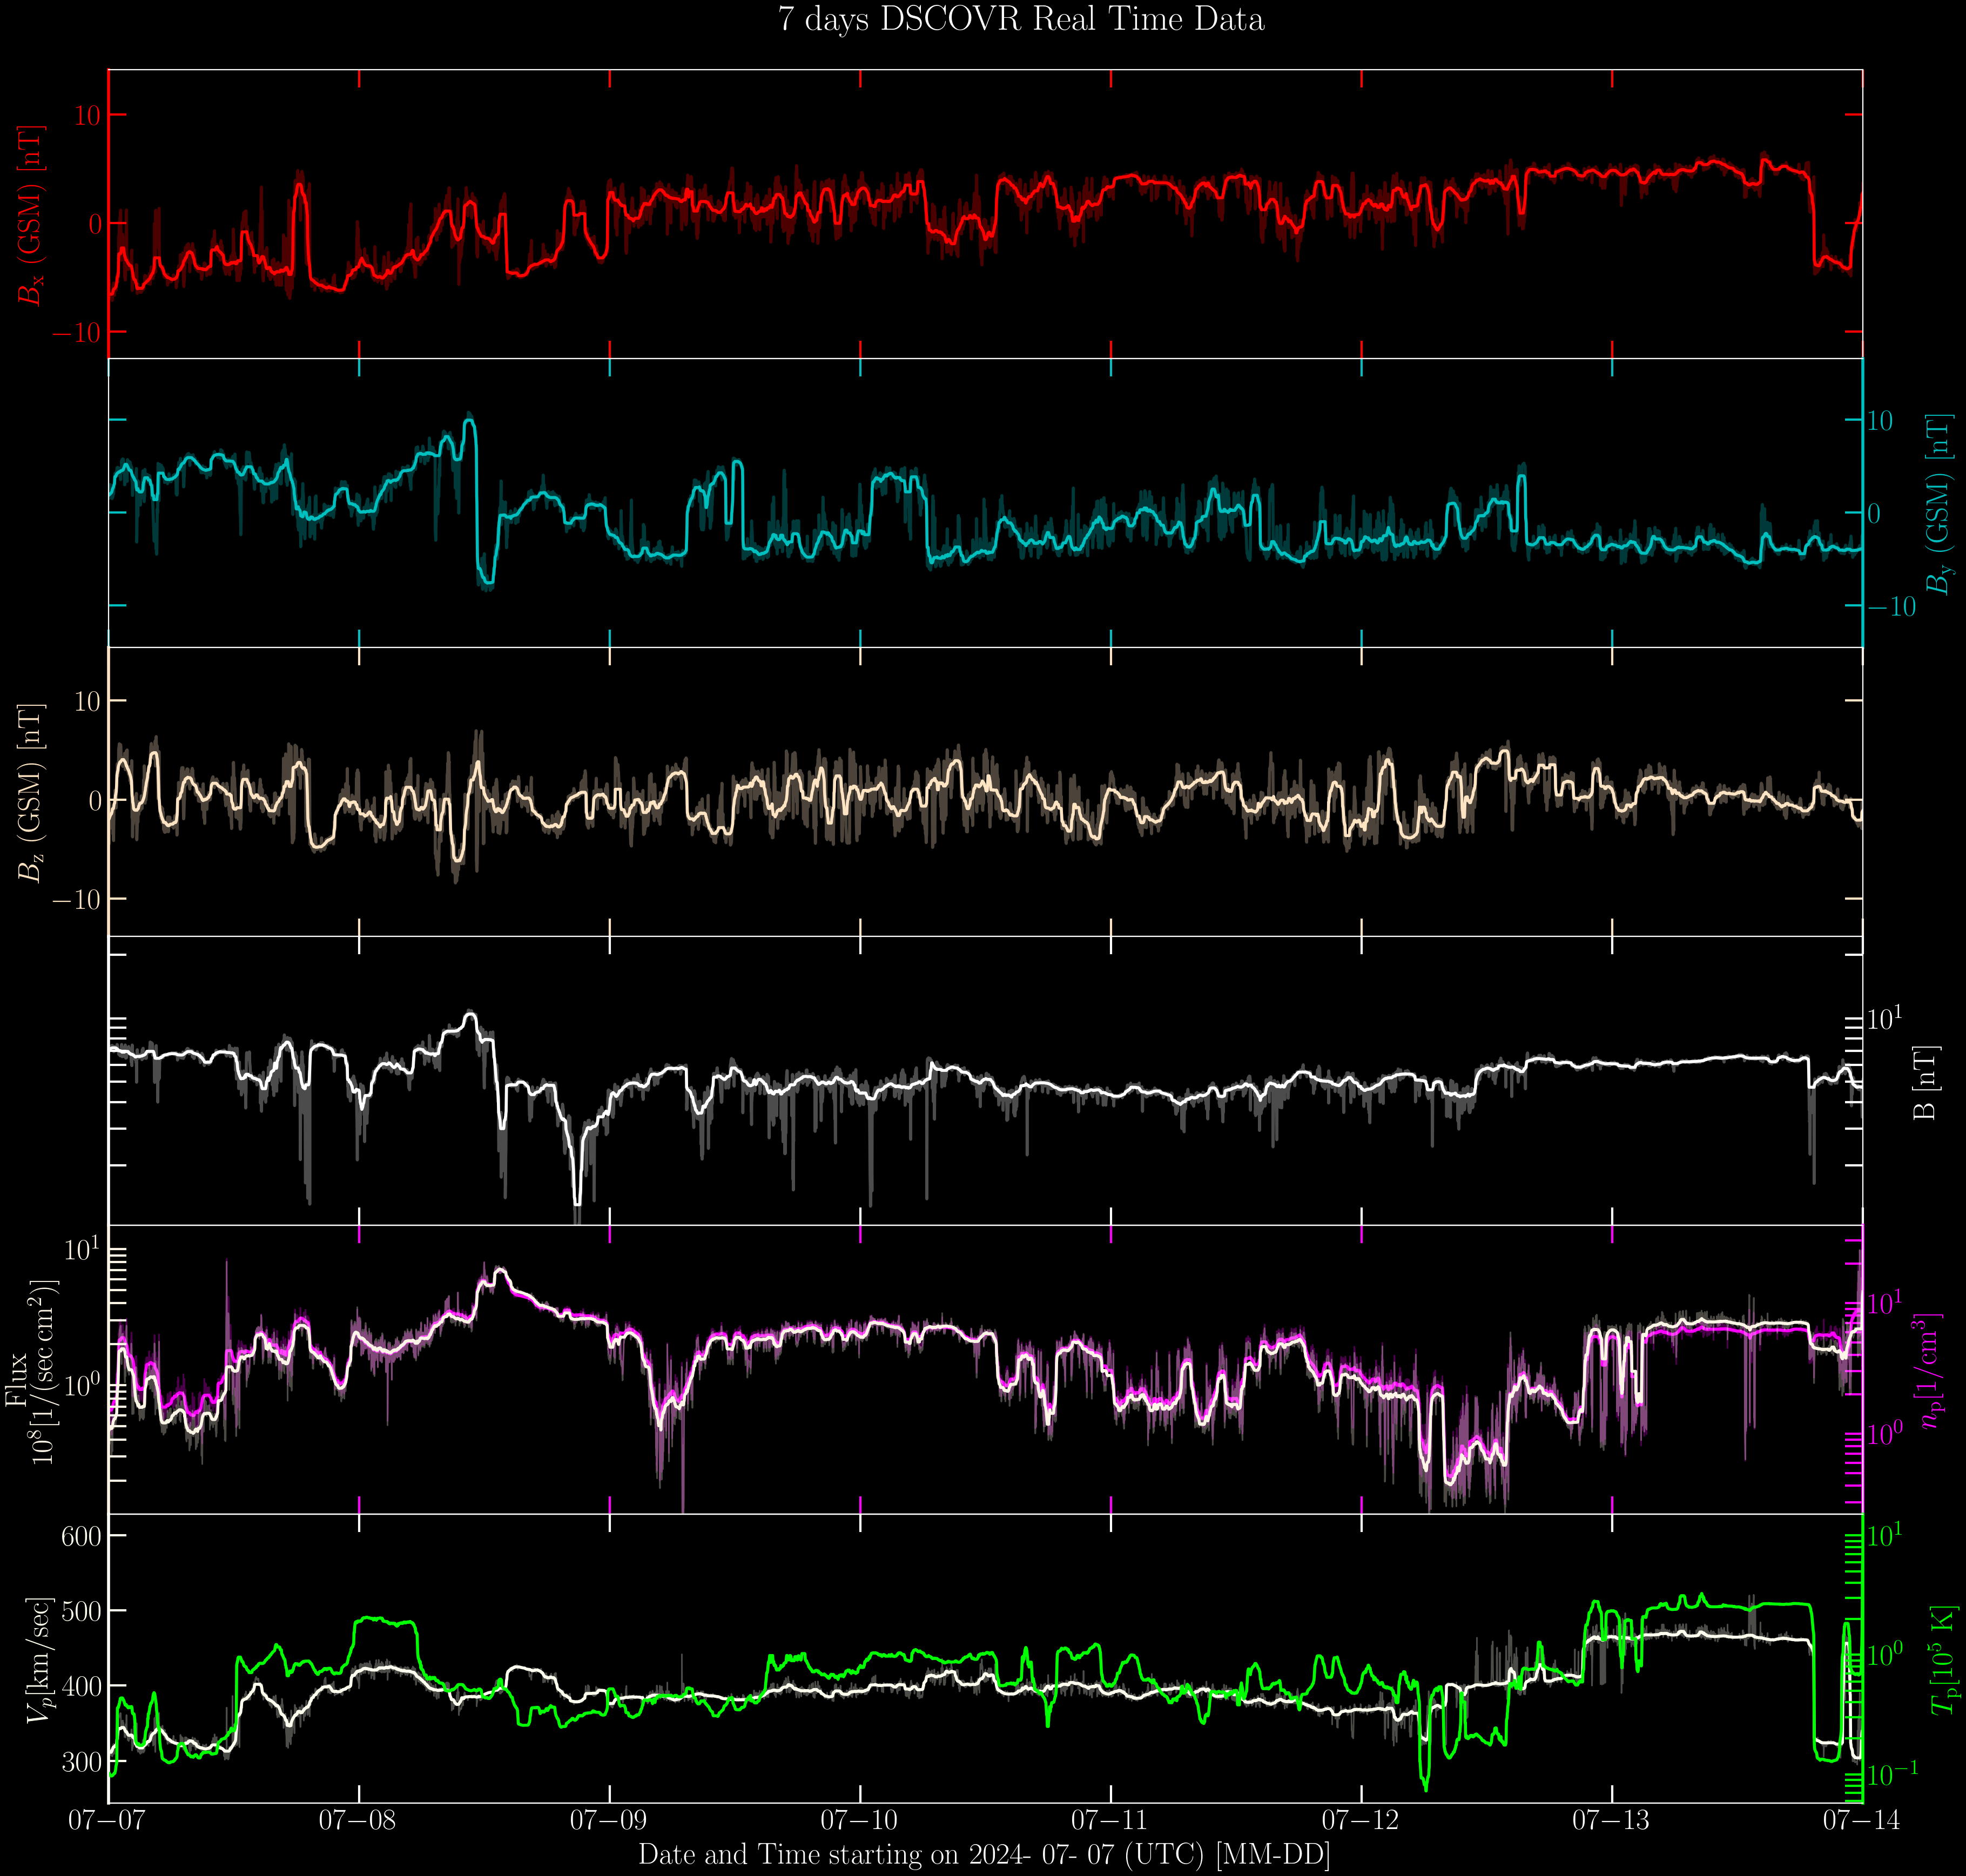 7 days DSCOVR Real Time Data
10
0
−10
Bx (GSM) [nT]
10
0
−10
By (GSM) [nT]
10
0
−10
Bz (GSM) [nT]
10^1
B [nT]
10^1
10^0
Flux
10^8[1/(sec cm^2)]
10^1
10^0
np[1/cm^3]
600
500
400
300
Vp[km/sec]
10^1
10^0
10^−1
Tp[10^5 K]
07−07 07−08 07−09 07−10 07−11 07−12 07−13 07−14
Date and Time starting on 2024- 07- 07 (UTC) [MM-DD]